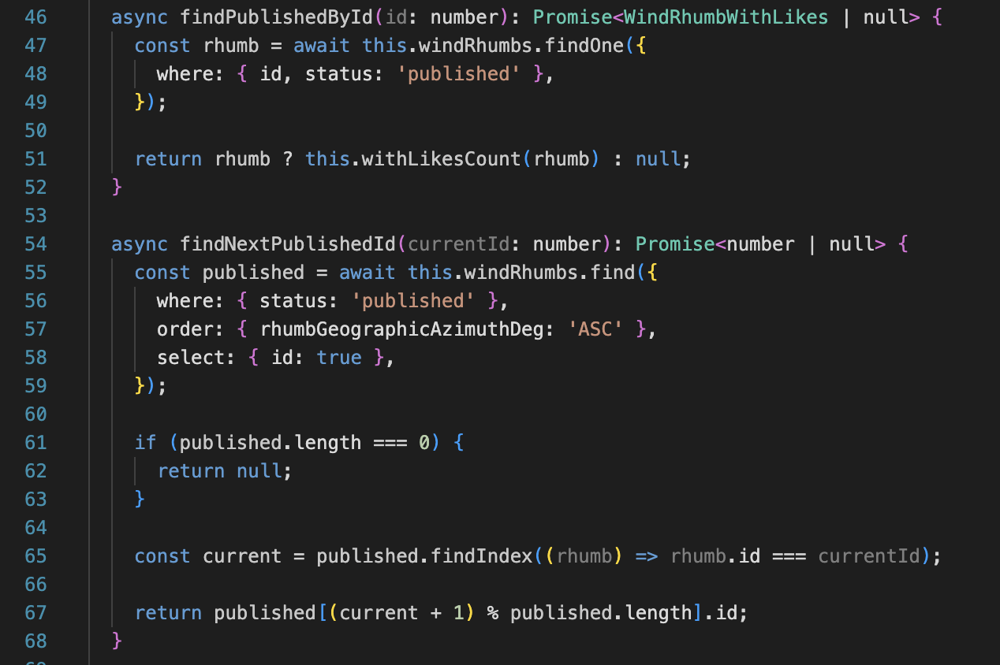 46 async findPublishedById(id: number): Promise<WindRhumbWithLikes | null> {
47 const rhumb = await this.windRhumbs.findOne({
48 where: { id, status: 'published' },
49 });
50
51 return rhumb ? this.withLikesCount(rhumb) : null;
52 }
53
54 async findNextPublishedId(currentId: number): Promise<number | null> {
55 const published = await this.windRhumbs.find({
56 where: { status: 'published' },
57 order: { rhumbGeographicAzimuthDeg: 'ASC' },
58 select: { id: true },
59 });
60
61 if (published.length === 0) {
62 return null;
63 }
64
65 const current = published.findIndex((rhumb) => rhumb.id === currentId);
66
67 return published[(current + 1) % published.length].id;
68 }